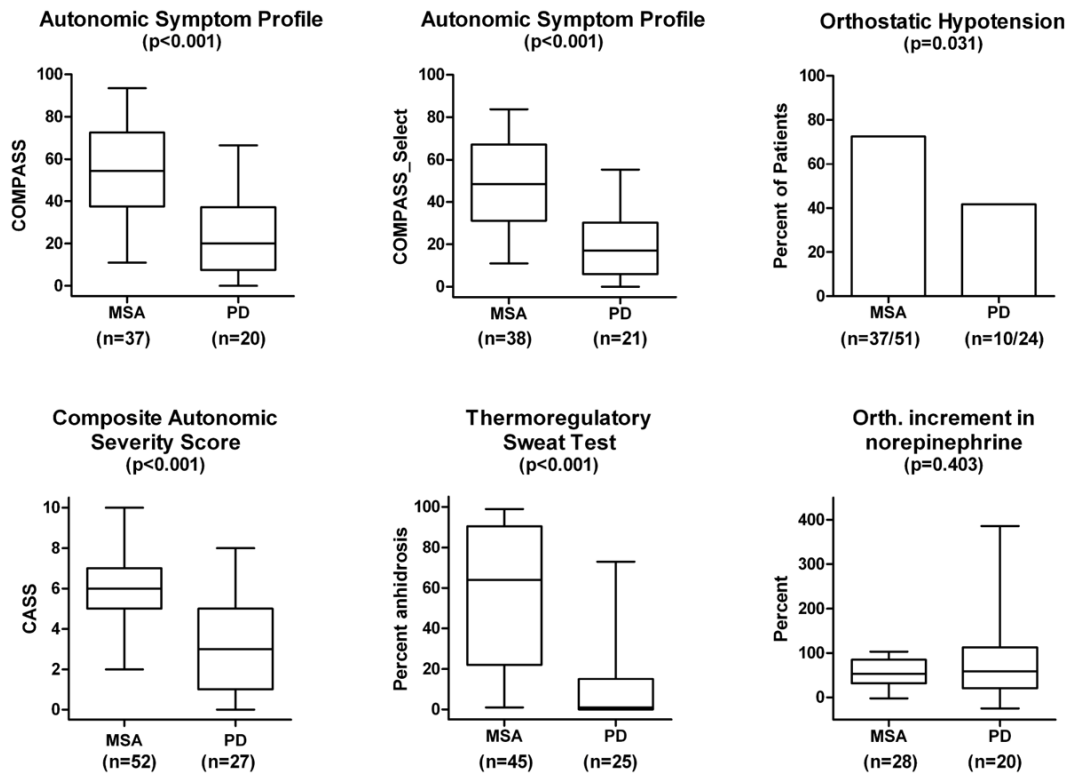 Autonomic Symptom Profile
(p<0.001)
COMPASS
100
80
60
40
20
0
MSA
PD
(n=37)
(n=20)
Autonomic Symptom Profile
(p<0.001)
COMPASS_Select
100
80
60
40
20
0
MSA
PD
(n=38)
(n=21)
Orthostatic Hypotension
(p=0.031)
Percent of Patients
100
80
60
40
20
0
MSA
PD
(n=37/51)
(n=10/24)
Composite Autonomic
Severity Score
(p<0.001)
CASS
10
8
6
4
2
0
MSA
PD
(n=52)
(n=27)
Thermoregulatory
Sweat Test
(p<0.001)
Percent anhidrosis
100
80
60
40
20
0
MSA
PD
(n=45)
(n=25)
Orth. increment in
norepinephrine
(p=0.403)
Percent
400
200
100
0
MSA
PD
(n=28)
(n=20)